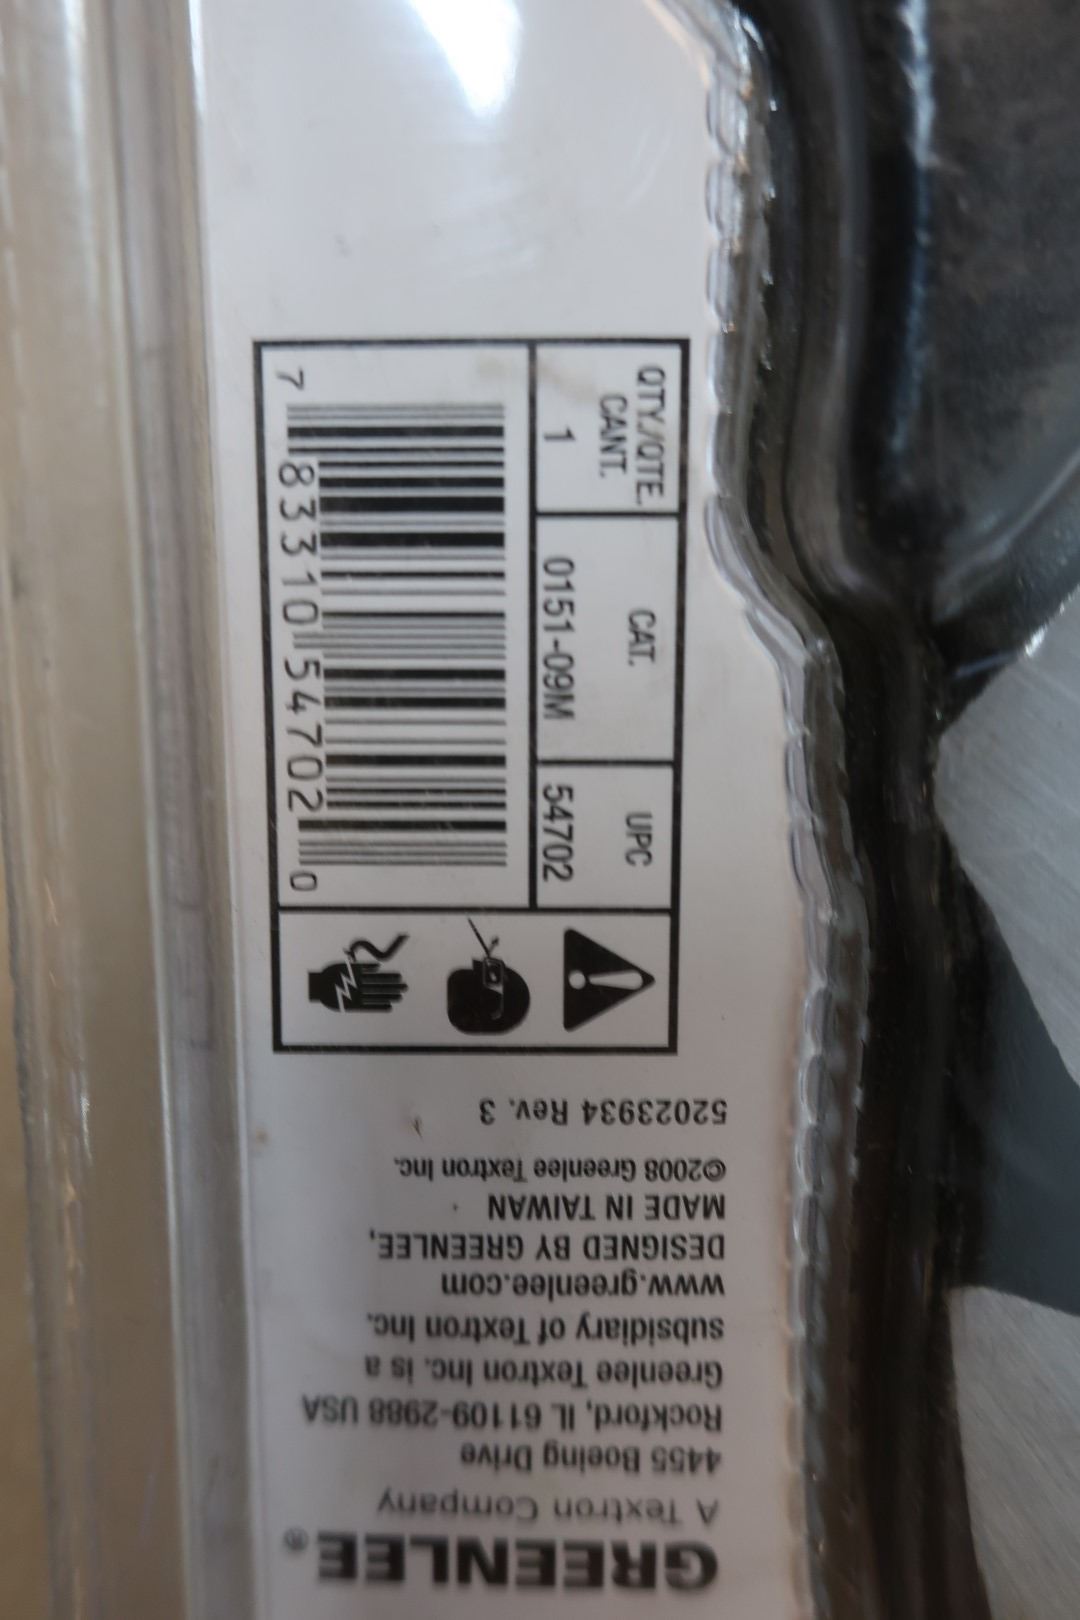 GREENLEE®
A Textron Company
4455 Boeing Drive
Rockford, IL 61109-2988 USA
Greenlee Textron Inc. is a
subsidiary of Textron Inc.
www.greenlee.com
DESIGNED BY GREENLEE,
MADE IN TAIWAN
©2008 Greenlee Textron Inc.
52023934 Rev. 3
QTY./QTE. CAT. UPC
CANT.
1 0151-09M 54702
7 83310 54702 0